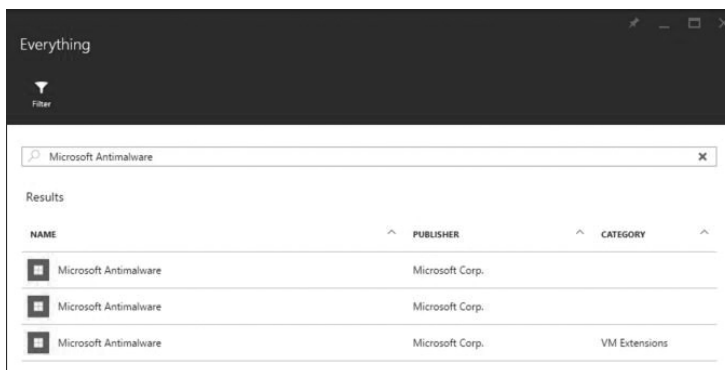 Everything
Filter
Microsoft Antimalware
Results
NAME PUBLISHER CATEGORY
Microsoft Antimalware Microsoft Corp.
Microsoft Antimalware Microsoft Corp.
Microsoft Antimalware Microsoft Corp. VM Extensions